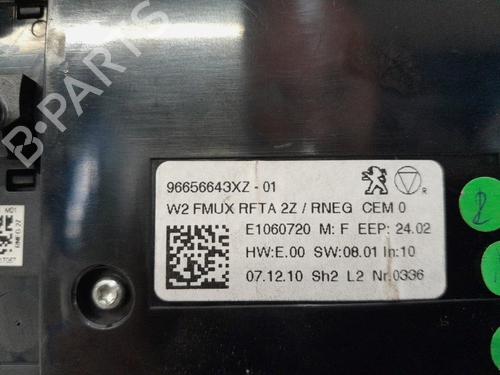 96656643XZ - 01
W2 FMUX RFTA 2Z / RNEG CEM 0
E1060720 M: F EEP: 24.02
HW:E.00 SW:08.01 In:10
07.12.10 Sh2 L2 Nr.0336
B-PARTS